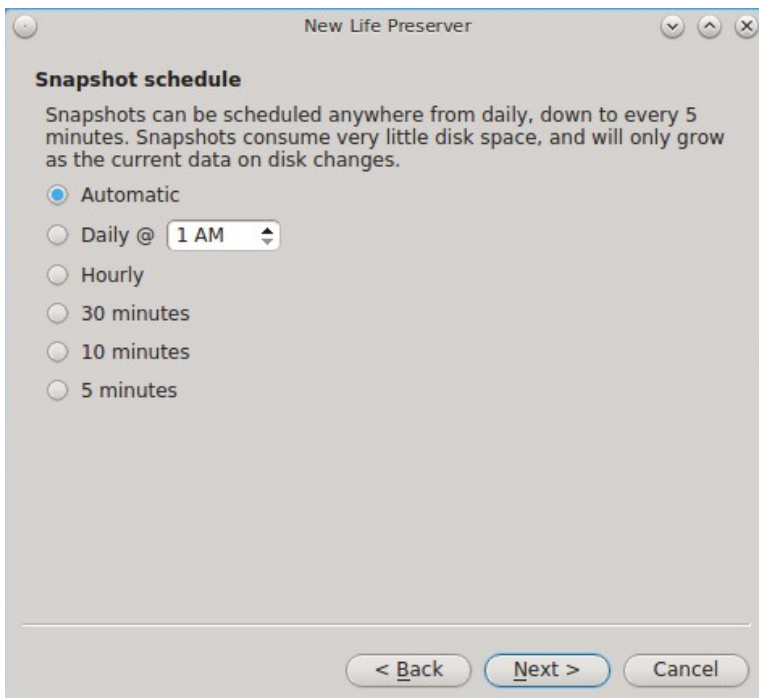 New Life Preserver
Snapshot schedule
Snapshots can be scheduled anywhere from daily, down to every 5
minutes. Snapshots consume very little disk space, and will only grow
as the current data on disk changes.
Automatic
Daily @ 1 AM
Hourly
30 minutes
10 minutes
5 minutes
< Back Next > Cancel